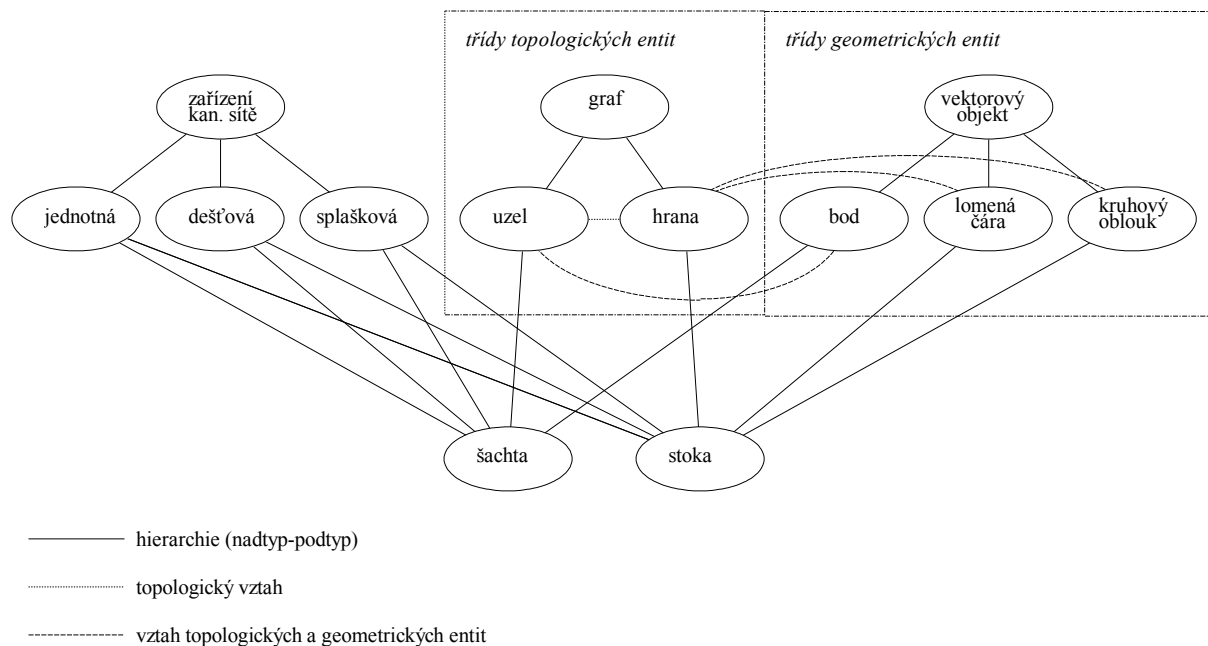 třídy topologických entit
třídy geometrických entit
zařízení
kan. sítě
graf
vektorový
objekt
jednotná
dešťová
splašková
uzel
hrana
bod
lomená
čára
kruhový
oblouk
šachta
stoka
hierarchie (nadtyp-podtyp)
topologický vztah
vztah topologických a geometrických entit